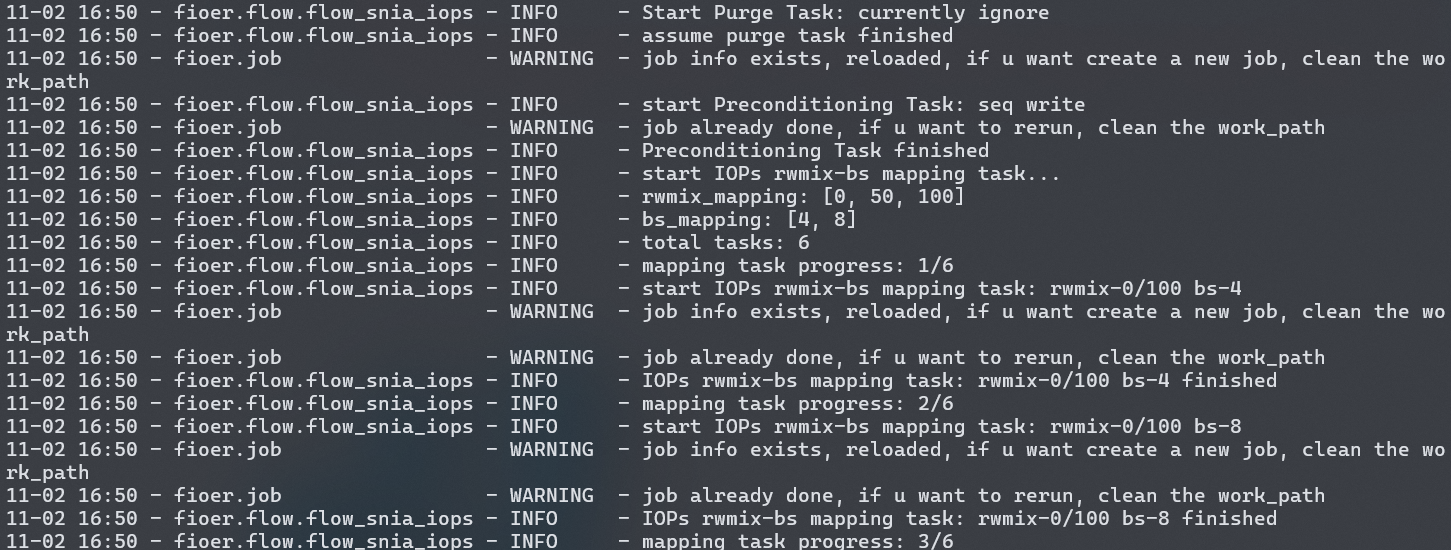 11-02 16:50 - fioer.flow.flow_snia_iops - INFO     - Start Purge Task: currently ignore
11-02 16:50 - fioer.flow.flow_snia_iops - INFO     - assume purge task finished
11-02 16:50 - fioer.job                 - WARNING  - job info exists, reloaded, if u want create a new job, clean the wo
rk_path
11-02 16:50 - fioer.flow.flow_snia_iops - INFO     - start Preconditioning Task: seq write
11-02 16:50 - fioer.job                 - WARNING  - job already done, if u want to rerun, clean the work_path
11-02 16:50 - fioer.flow.flow_snia_iops - INFO     - Preconditioning Task finished
11-02 16:50 - fioer.flow.flow_snia_iops - INFO     - start IOPs rwmix-bs mapping task...
11-02 16:50 - fioer.flow.flow_snia_iops - INFO     - rwmix_mapping: [0, 50, 100]
11-02 16:50 - fioer.flow.flow_snia_iops - INFO     - bs_mapping: [4, 8]
11-02 16:50 - fioer.flow.flow_snia_iops - INFO     - total tasks: 6
11-02 16:50 - fioer.flow.flow_snia_iops - INFO     - mapping task progress: 1/6
11-02 16:50 - fioer.flow.flow_snia_iops - INFO     - start IOPs rwmix-bs mapping task: rwmix-0/100 bs-4
11-02 16:50 - fioer.job                 - WARNING  - job info exists, reloaded, if u want create a new job, clean the wo
rk_path
11-02 16:50 - fioer.job                 - WARNING  - job already done, if u want to rerun, clean the work_path
11-02 16:50 - fioer.flow.flow_snia_iops - INFO     - IOPs rwmix-bs mapping task: rwmix-0/100 bs-4 finished
11-02 16:50 - fioer.flow.flow_snia_iops - INFO     - mapping task progress: 2/6
11-02 16:50 - fioer.flow.flow_snia_iops - INFO     - start IOPs rwmix-bs mapping task: rwmix-0/100 bs-8
11-02 16:50 - fioer.job                 - WARNING  - job info exists, reloaded, if u want create a new job, clean the wo
rk_path
11-02 16:50 - fioer.job                 - WARNING  - job already done, if u want to rerun, clean the work_path
11-02 16:50 - fioer.flow.flow_snia_iops - INFO     - IOPs rwmix-bs mapping task: rwmix-0/100 bs-8 finished
11-02 16:50 - fioer.flow.flow_snia_iops - INFO     - mapping task progress: 3/6